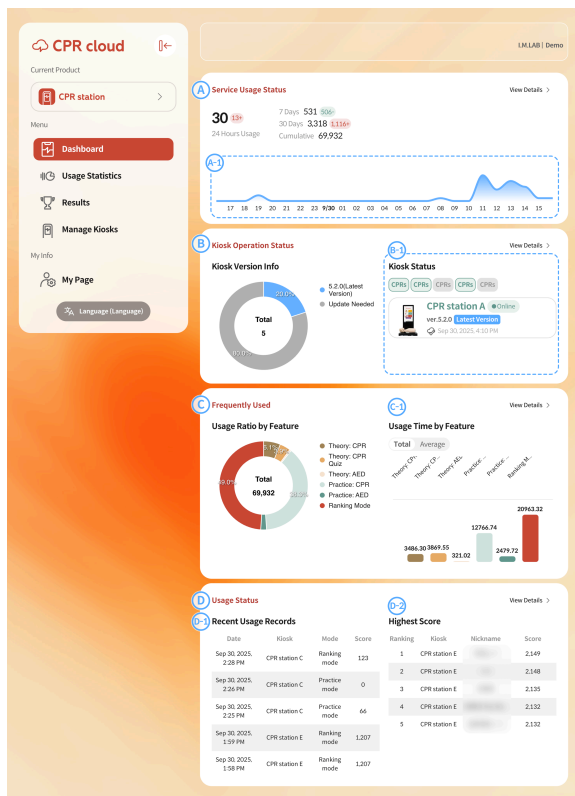 CPR cloud
Current Product
CPR station
Menu
Dashboard
Usage Statistics
Results
Manage Kiosks
My Info
My Page
Language (Language)
I.M.LAB | Demo
A
Service Usage Status
View Details
30 13+
24 Hours Usage
7 Days 531 506-
30 Days 3,318 1,116+
Cumulative 69,932
A-1
17 18 19 20 21 22 23 9/30 01 02 03 04 05 06 07 08 09 10 11 12 13 14 15
B
Kiosk Operation Status
View Details
Kiosk Version Info
20.0%
80.0%
Total
5
5.2.0(Latest
Version)
Update Needed
B-1
Kiosk Status
CPRs CPRs CPRs CPRs CPRs
CPR station A
Online
ver.5.2.0 Latest Version
Sep 30 2025, 4:10 PM
C
Frequently Used
View Details
Usage Ratio by Feature
5.1%
49.0%
Total
69,932
Theory: CPR
Theory: CPR
Quiz
Theory: AED
Practice: CPR
Practice: AED
Ranking Mode
C-1
Usage Time by Feature
Total Average
Theory: CP...
Theory: AE...
Practice: ...
Practice: ...
Ranking M...
3486.30
3869.55
321.02
12766.74
2479.72
20963.32
D
Usage Status
View Details
D-1
Recent Usage Records
Date Kiosk Mode Score
Sep 30, 2025,
2:28 PM
CPR station C
Ranking
mode
123
Sep 30, 2025,
2:26 PM
CPR station C
Practice
mode
0
Sep 30, 2025,
2:25 PM
CPR station C
Practice
mode
66
Sep 30, 2025,
1:59 PM
CPR station E
Ranking
mode
1,207
Sep 30, 2025,
1:58 PM
CPR station E
Ranking
mode
1,207
D-2
Highest Score
Ranking Kiosk Nickname Score
1 CPR station E 2,149
2 CPR station E 2,148
3 CPR station E 2,135
4 CPR station E 2,132
5 CPR station E 2,132